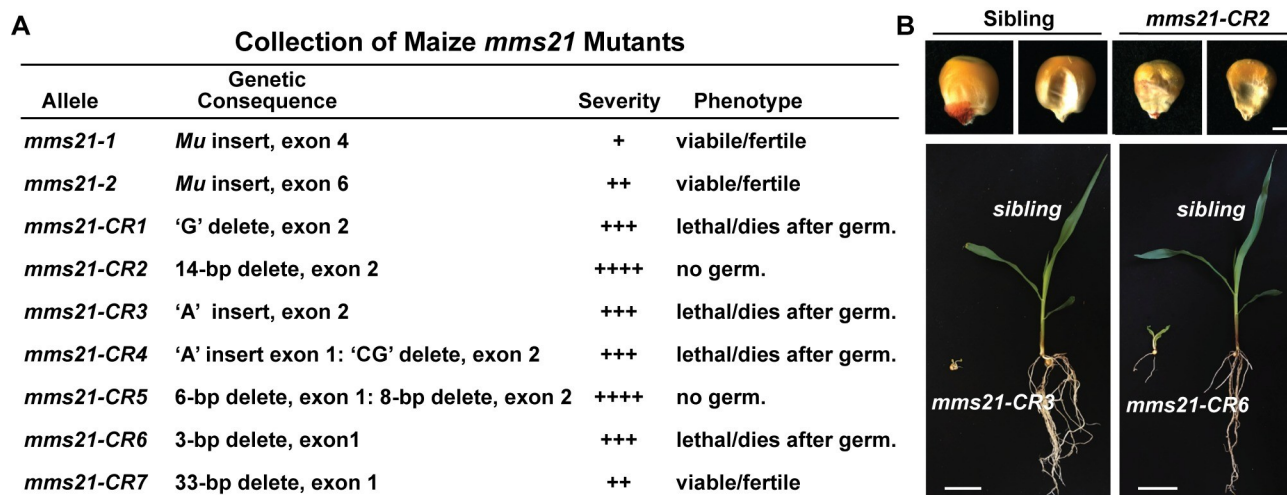 A
Collection of Maize mms21 Mutants
Allele Genetic Consequence Severity Phenotype
mms21-1 Mu insert, exon 4 + viabile/fertile
mms21-2 Mu insert, exon 6 ++ viable/fertile
mms21-CR1 ‘G’ delete, exon 2 +++ lethal/dies after germ.
mms21-CR2 14-bp delete, exon 2 ++++ no germ.
mms21-CR3 ‘A’ insert, exon 2 +++ lethal/dies after germ.
mms21-CR4 ‘A’ insert exon 1: ‘CG’ delete, exon 2 +++ lethal/dies after germ.
mms21-CR5 6-bp delete, exon 1: 8-bp delete, exon 2 ++++ no germ.
mms21-CR6 3-bp delete, exon1 +++ lethal/dies after germ.
mms21-CR7 33-bp delete, exon 1 ++ viable/fertile
B
Sibling mms21-CR2
sibling sibling
mms21-CR3 mms21-CR6